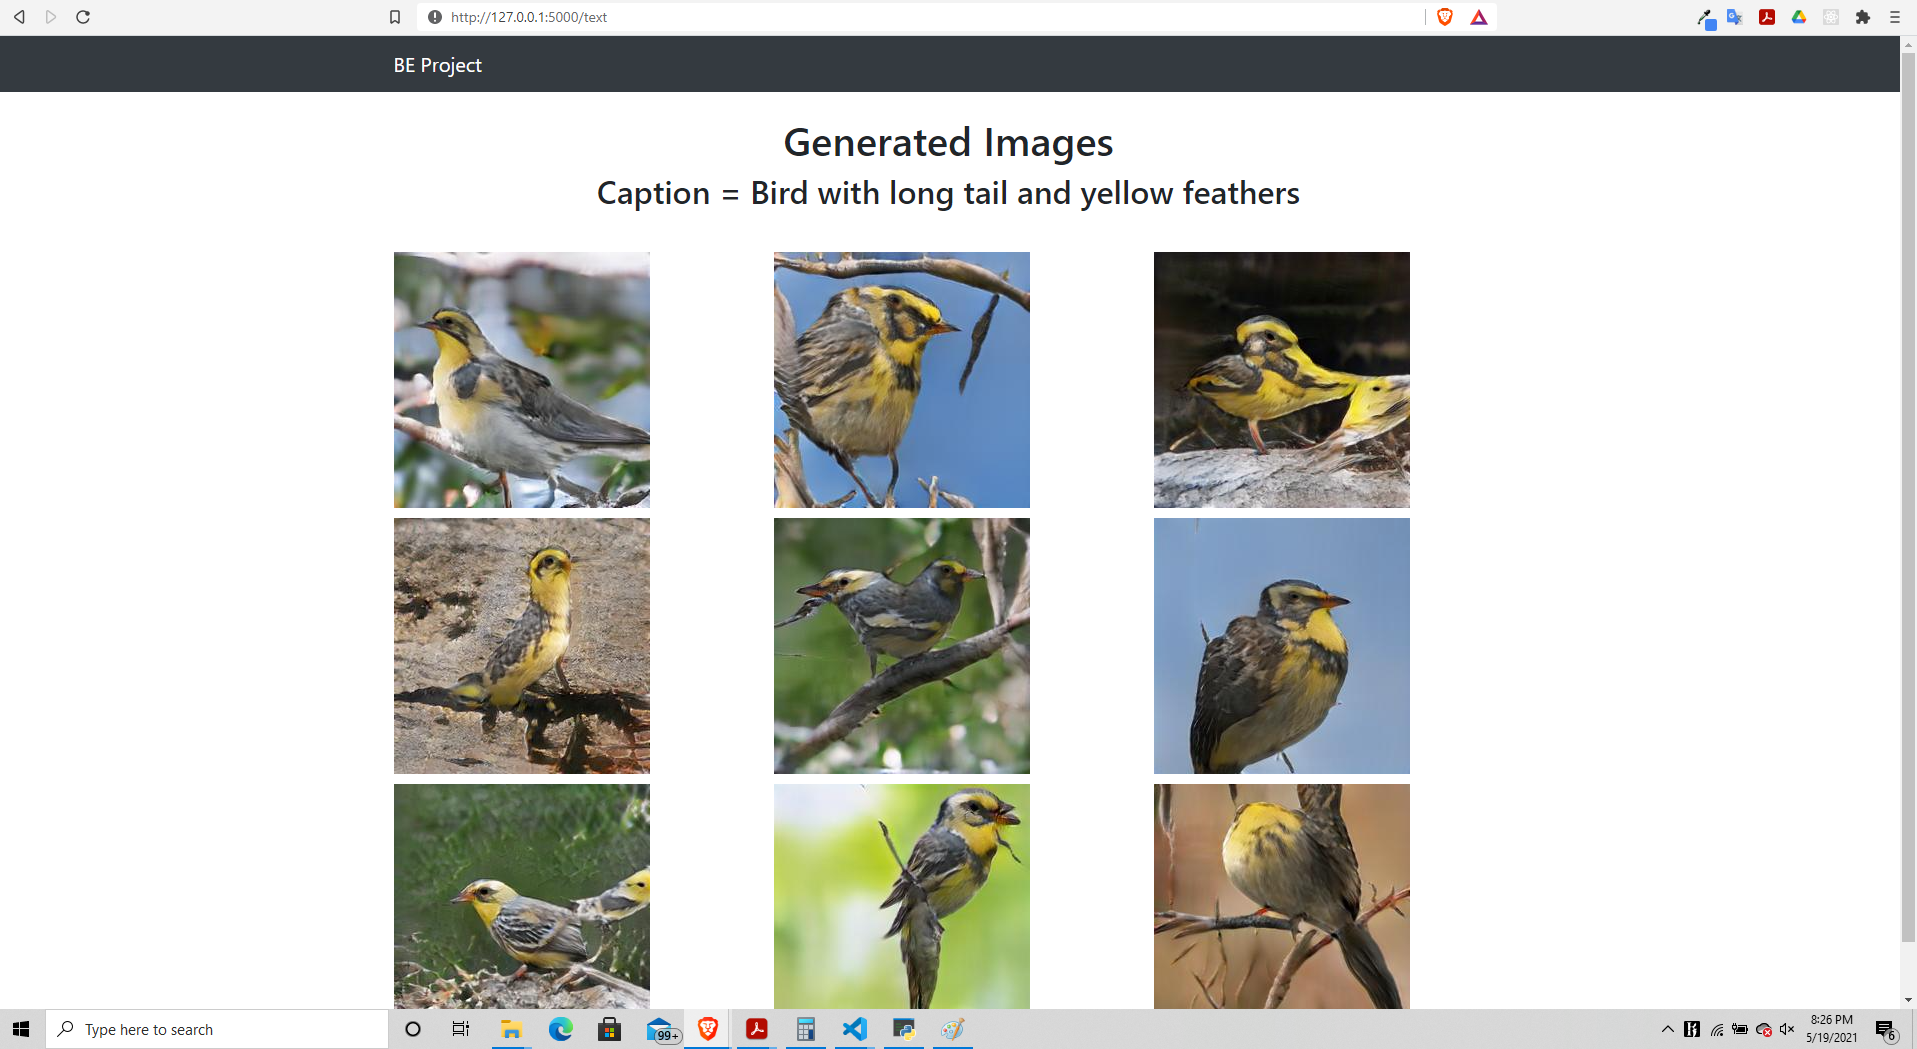 http://127.0.0.1:5000/text
BE Project
Generated Images
Caption = Bird with long tail and yellow feathers
Type here to search
99+
8:26 PM
5/19/2021
6